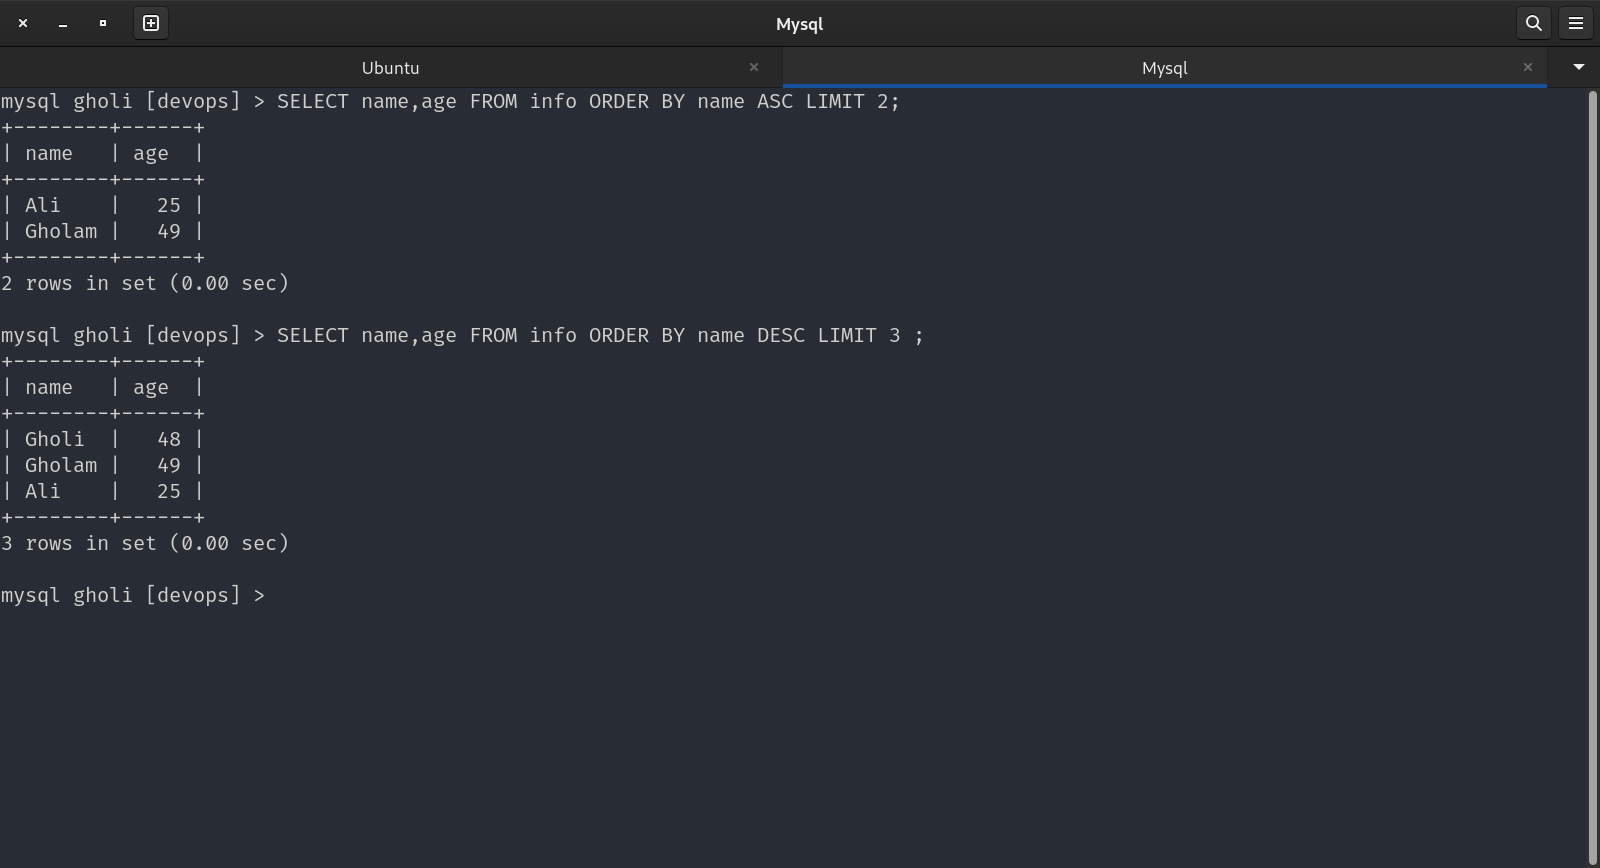 Mysql
Ubuntu
Mysql
mysql gholi [devops] > SELECT name,age FROM info ORDER BY name ASC LIMIT 2;
+--------+------+
| name   | age  |
+--------+------+
| Ali    |   25 |
| Gholam |   49 |
+--------+------+
2 rows in set (0.00 sec)

mysql gholi [devops] > SELECT name,age FROM info ORDER BY name DESC LIMIT 3 ;
+--------+------+
| name   | age  |
+--------+------+
| Gholi  |   48 |
| Gholam |   49 |
| Ali    |   25 |
+--------+------+
3 rows in set (0.00 sec)

mysql gholi [devops] >